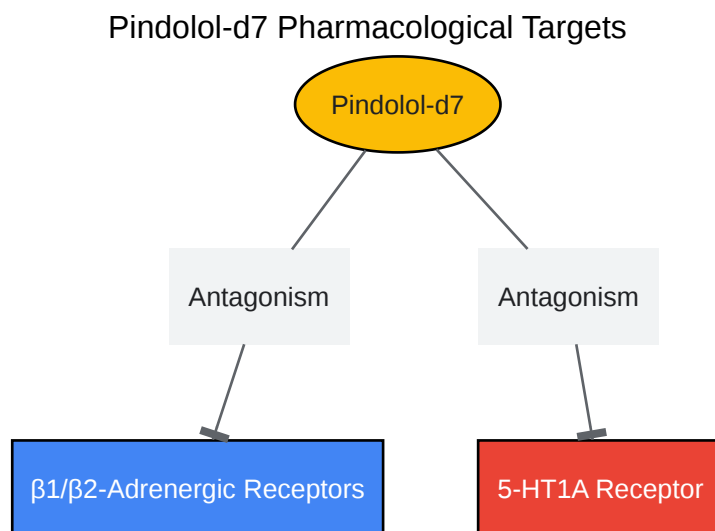 Pindolol-d7 Pharmacological Targets
Pindolol-d7
Antagonism
Antagonism
β1/β2-Adrenergic Receptors
5-HT1A Receptor